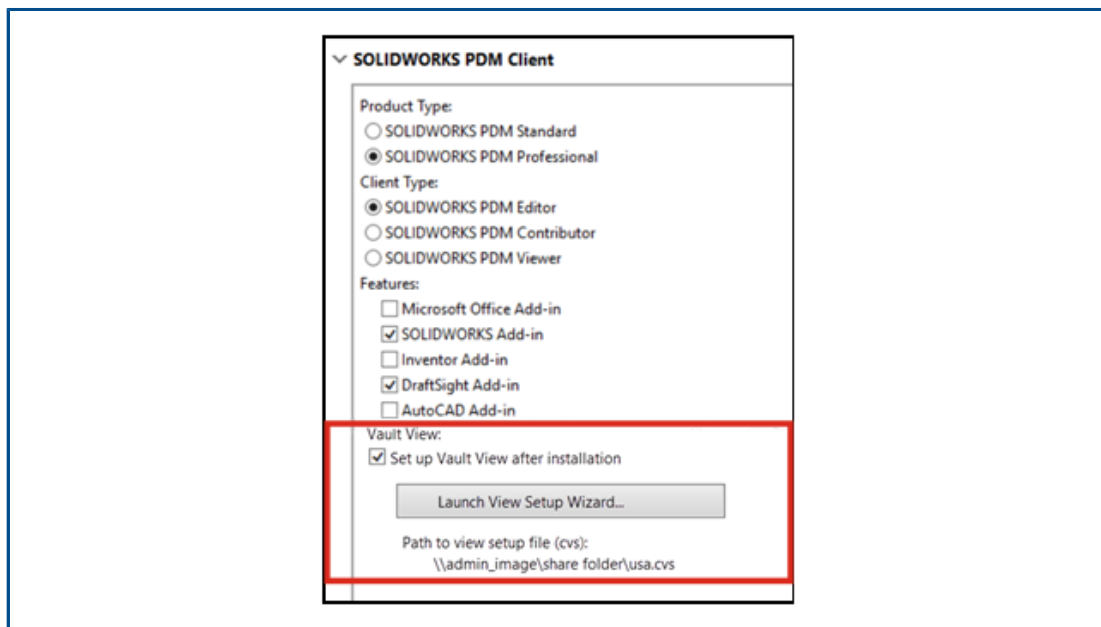 SOLIDWORKS PDM Client
Product Type:
SOLIDWORKS PDM Standard
SOLIDWORKS PDM Professional
Client Type:
SOLIDWORKS PDM Editor
SOLIDWORKS PDM Contributor
SOLIDWORKS PDM Viewer
Features:
Microsoft Office Add-in
SOLIDWORKS Add-in
Inventor Add-in
DraftSight Add-in
AutoCAD Add-in
Vault View:
Set up Vault View after installation
Launch View Setup Wizard...
Path to view setup file (cvs):
\\admin_image\share folder\usa.cvs